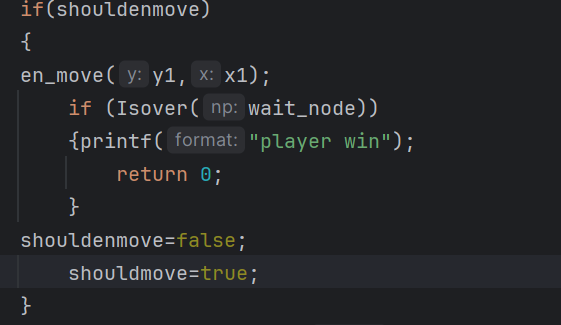 if(shouldenmove)
{
en_move( y: y1, x: x1);
if (Isover( np: wait_node))
{printf( format: "player win");
return 0;
}
shouldenmove=false;
shouldmove=true;
}